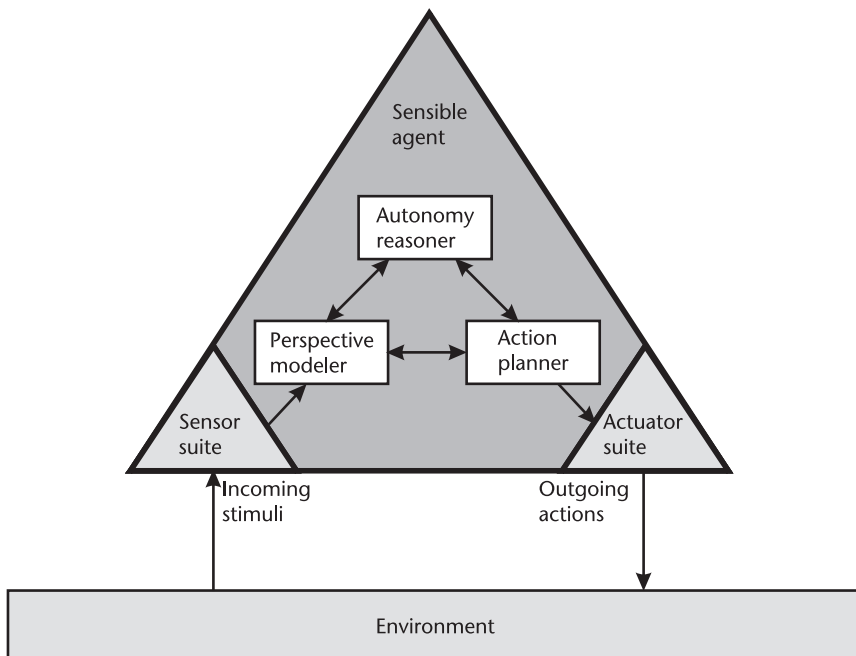 Sensible
agent
Autonomy
reasoner
Perspective
modeler
Action
planner
Sensor
suite
Actuator
suite
Incoming
stimuli
Outgoing
actions
Environment